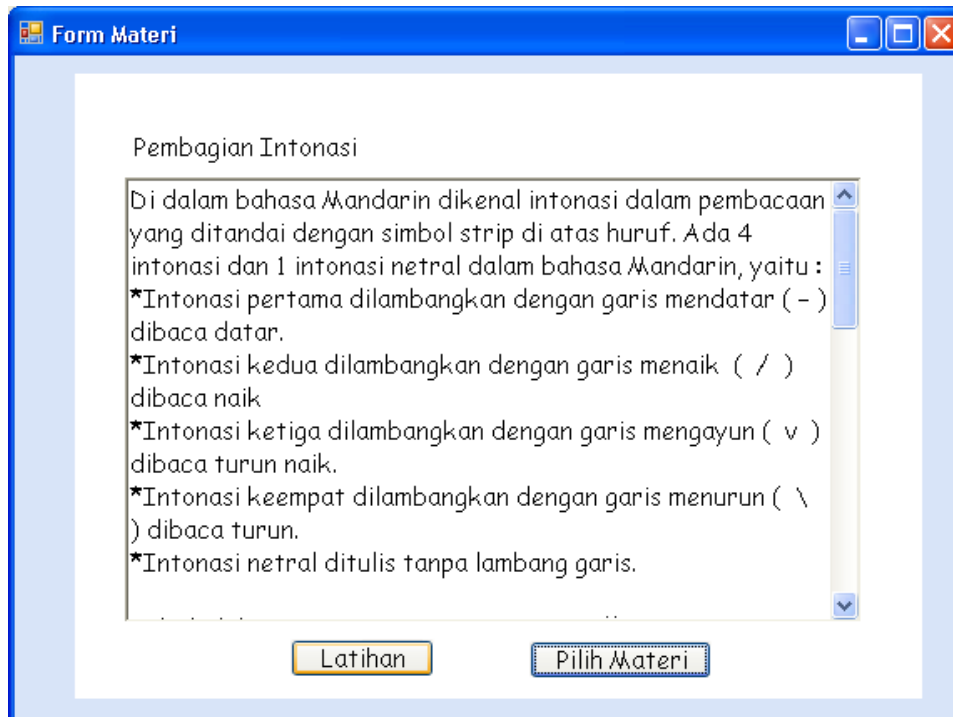 Form Materi
Pembagian Intonasi
Di dalam bahasa Mandarin dikenal intonasi dalam pembacaan
yang ditandai dengan simbol strip di atas huruf. Ada 4
intonasi dan 1 intonasi netral dalam bahasa Mandarin, yaitu :
*Intonasi pertama dilambangkan dengan garis mendatar ( - )
dibaca datar.
*Intonasi kedua dilambangkan dengan garis menaik ( / )
dibaca naik
*Intonasi ketiga dilambangkan dengan garis mengayun ( v )
dibaca turun naik.
*Intonasi keempat dilambangkan dengan garis menurun ( \
) dibaca turun.
*Intonasi netral ditulis tanpa lambang garis.
Latihan
Pilih Materi